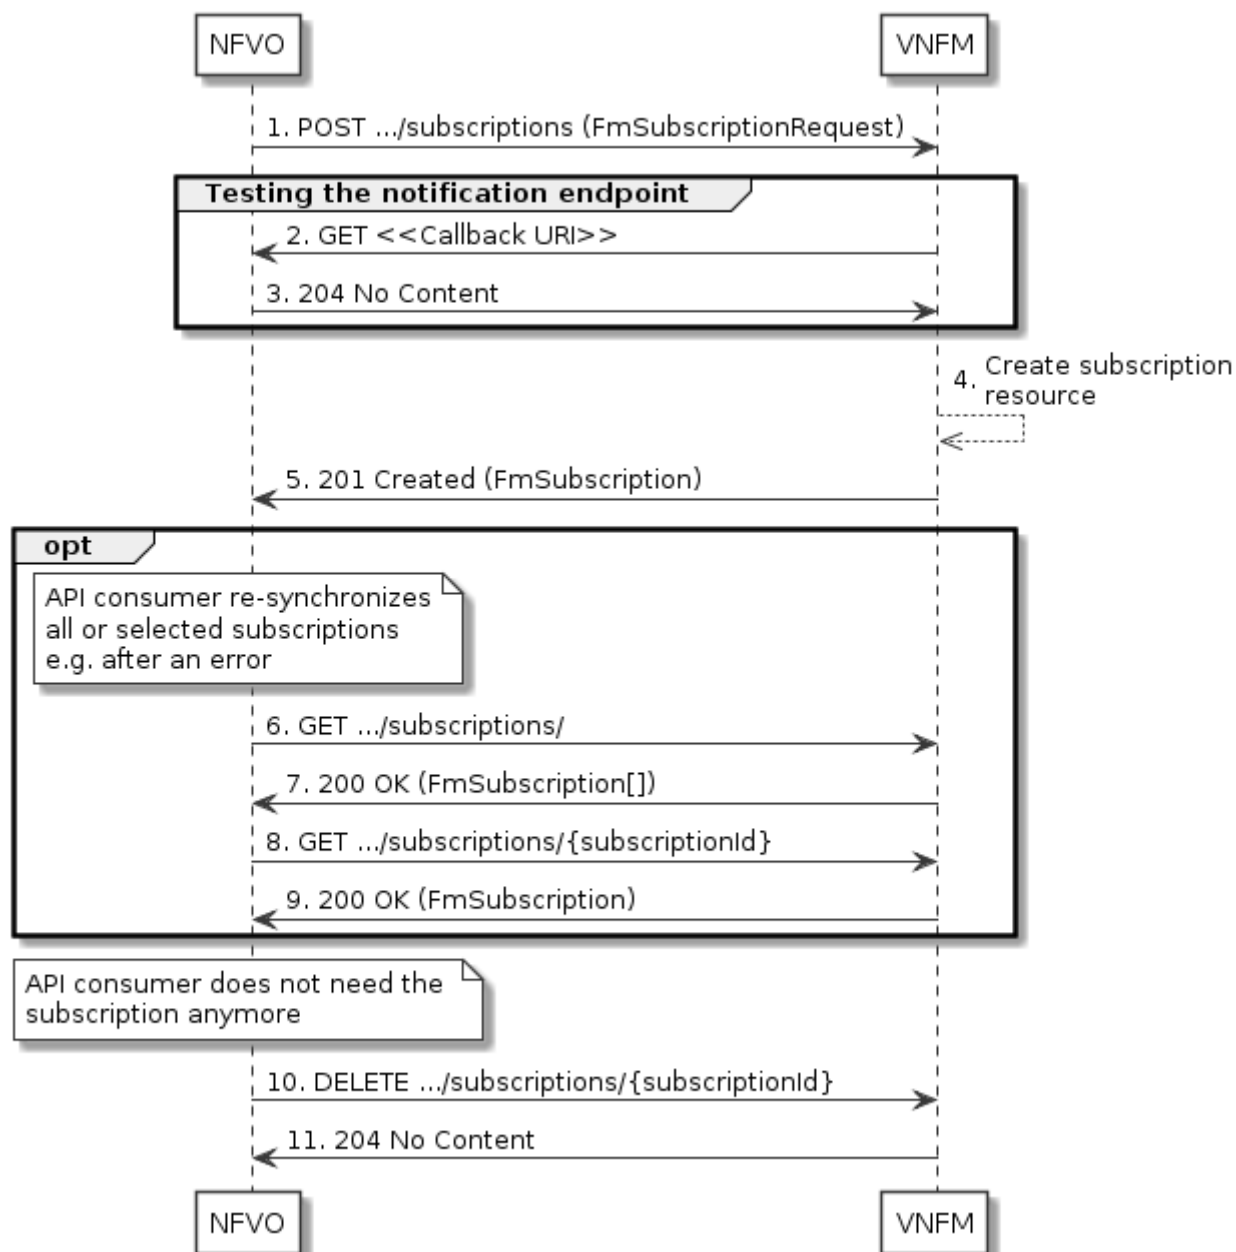 NFVO
VNFM
1. POST .../subscriptions (FmSubscriptionRequest)
Testing the notification endpoint
2. GET <<Callback URI>>
3. 204 No Content
4. Create subscription
resource
5. 201 Created (FmSubscription)
opt
API consumer re-synchronizes
all or selected subscriptions
e.g. after an error
6. GET .../subscriptions/
7. 200 OK (FmSubscription[])
8. GET .../subscriptions/{subscriptionId}
9. 200 OK (FmSubscription)
API consumer does not need the
subscription anymore
10. DELETE .../subscriptions/{subscriptionId}
11. 204 No Content
NFVO
VNFM